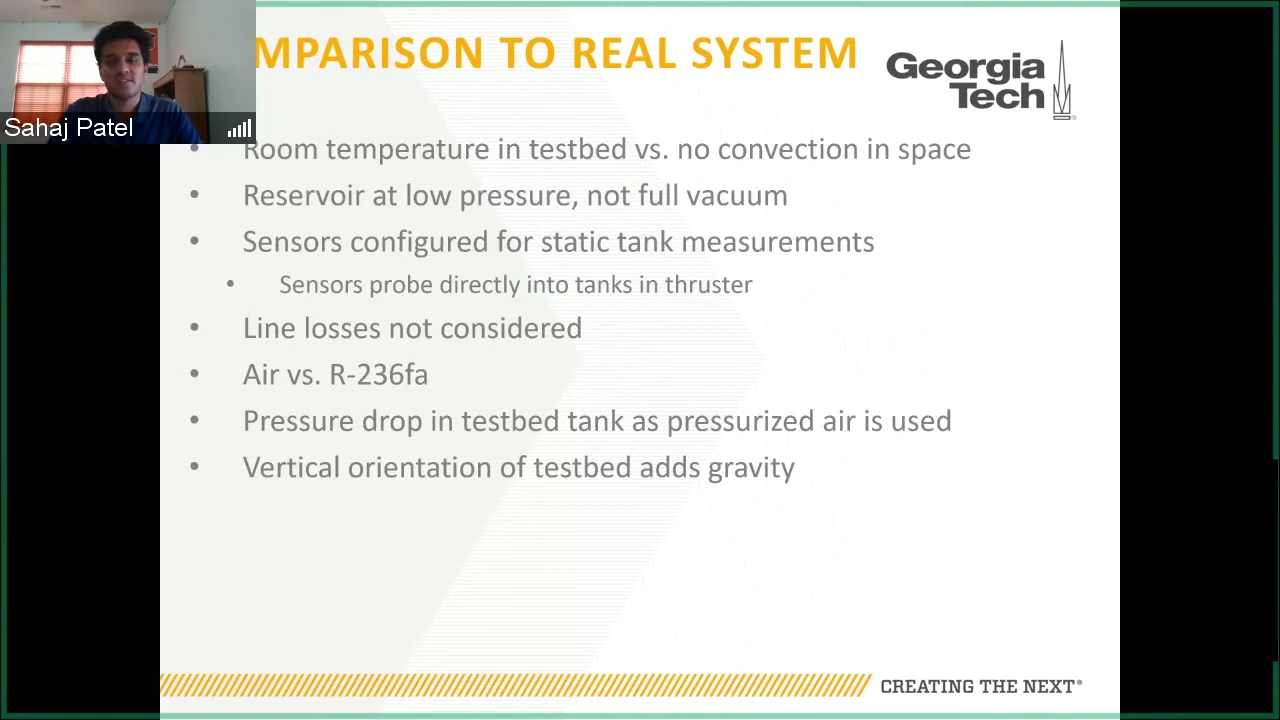 MPARISON TO REAL SYSTEM
Georgia
Tech
Sahaj Patel
Room temperature in testbed vs. no convection in space
Reservoir at low pressure, not full vacuum
Sensors configured for static tank measurements
Sensors probe directly into tanks in thruster
Line losses not considered
Air vs. R-236fa
Pressure drop in testbed tank as pressurized air is used
Vertical orientation of testbed adds gravity
CREATING THE NEXT®